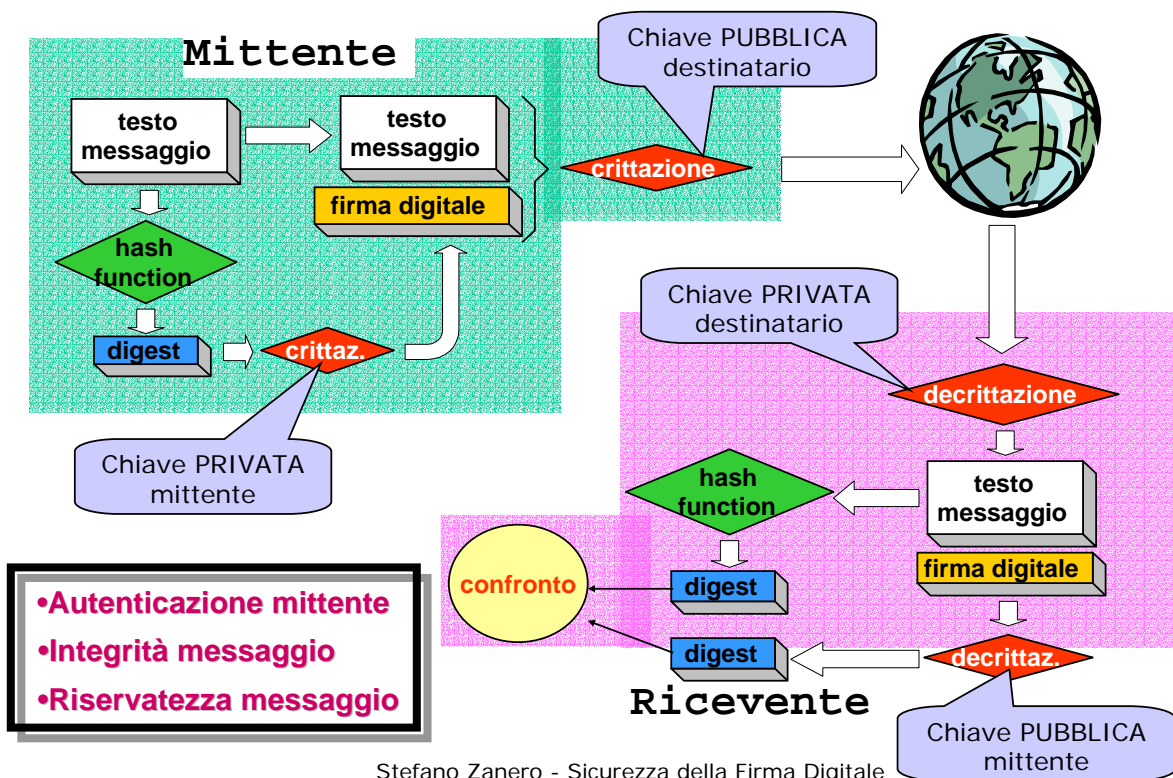 Mittente
Chiave PUBBLICA
destinatario
testo
messaggio
testo
messaggio
firma digitale
crittazione
hash
function
digest
crittaz.
Chiave PRIVATA
mittente
Chiave PRIVATA
destinatario
decrittazione
testo
messaggio
firma digitale
hash
function
confronto
digest
digest
decrittaz.
Ricevente
Chiave PUBBLICA
mittente
•Autenticazione mittente
•Integrità messaggio
•Riservatezza messaggio
Stefano Zanero - Sicurezza della Firma Digitale